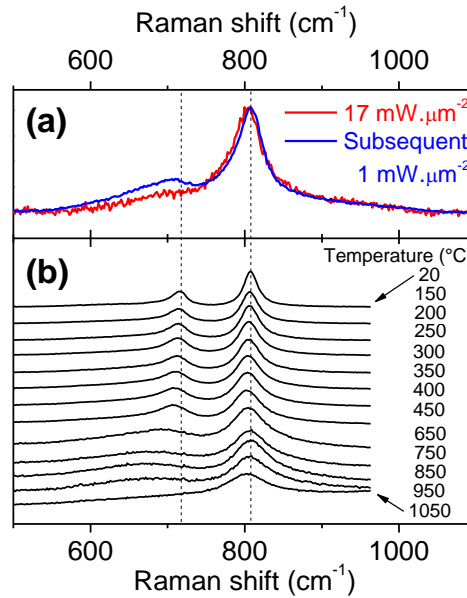 Raman shift (cm⁻¹)
600 800 1000
(a)
17 mW.µm⁻²
Subsequent
1 mW.µm⁻²
(b)
Temperature (°C)
20
150
200
250
300
350
400
450
650
750
850
950
1050
600 800 1000
Raman shift (cm⁻¹)